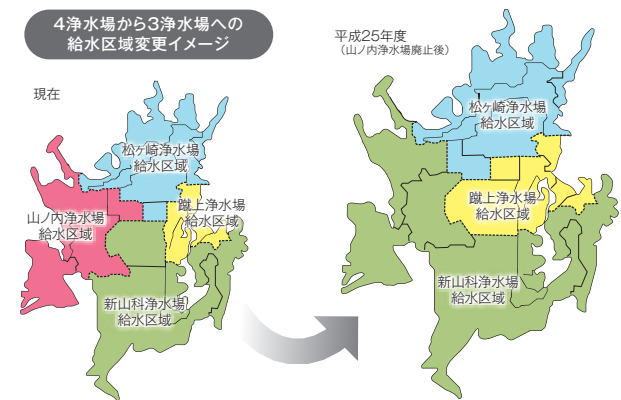 4浄水場から3浄水場への
給水区域変更イメージ
現在
松ヶ崎浄水場
給水区域
山ノ内浄水場
給水区域
蹴上浄水場
給水区域
新山科浄水場
給水区域
平成25年度
(山ノ内浄水場廃止後)
松ヶ崎浄水場
給水区域
蹴上浄水場
給水区域
新山科浄水場
給水区域